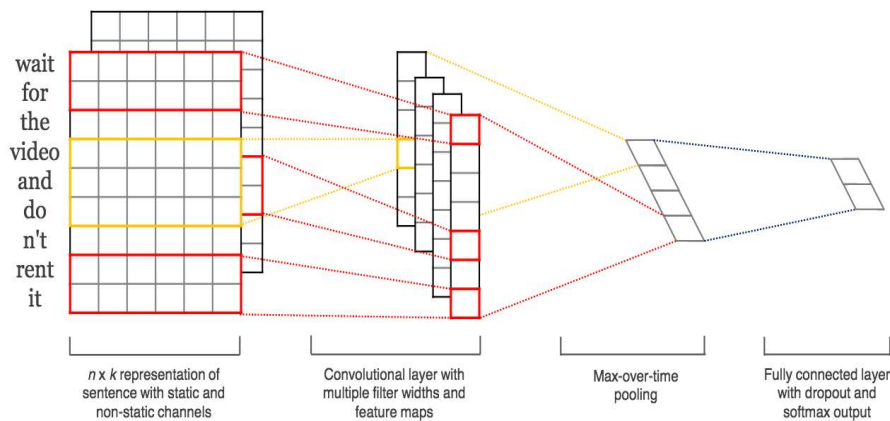 wait
for
the
video
and
do
n't
rent
it
n x k representation of
sentence with static and
non-static channels
Convolutional layer with
multiple filter widths and
feature maps
Max-over-time
pooling
Fully connected layer
with dropout and
softmax output